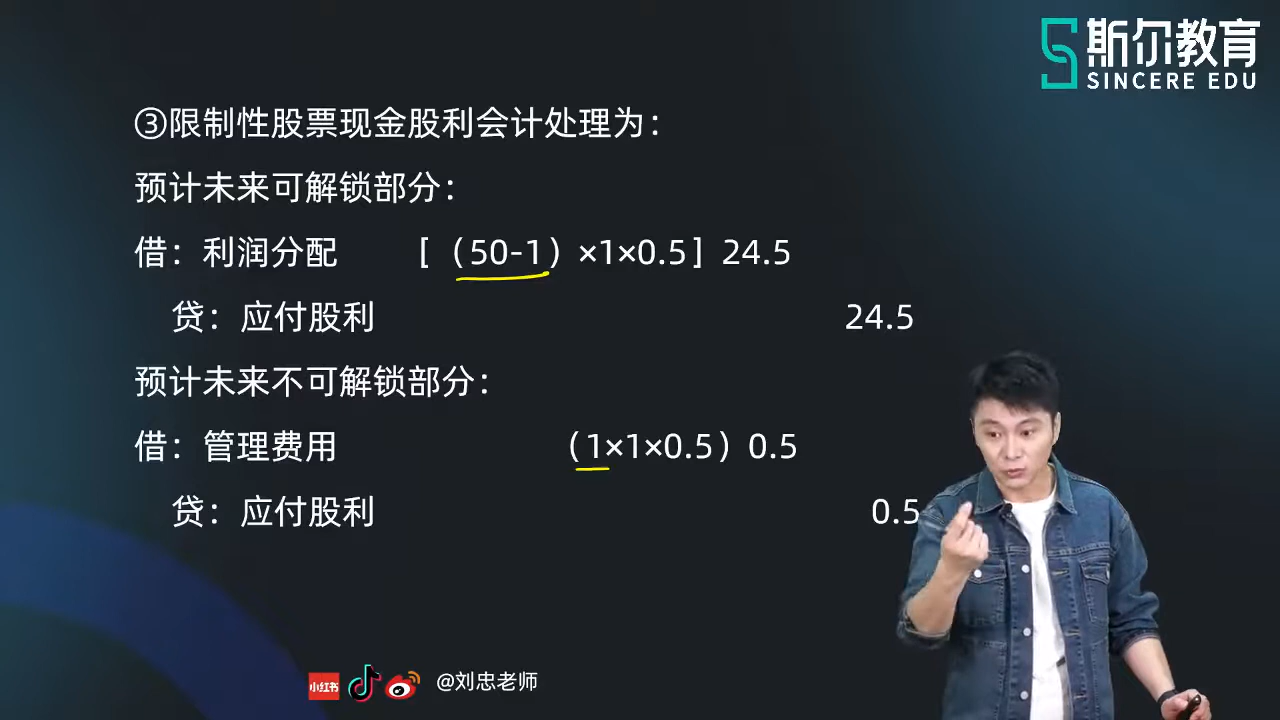 斯尔教育
SINCERE EDU
③限制性股票现金股利会计处理为：
预计未来可解锁部分：
借：利润分配 [（50-1）×1×0.5] 24.5
贷：应付股利 24.5
预计未来不可解锁部分：
借：管理费用 （1×1×0.5）0.5
贷：应付股利 0.5
小红书 @刘忠老师